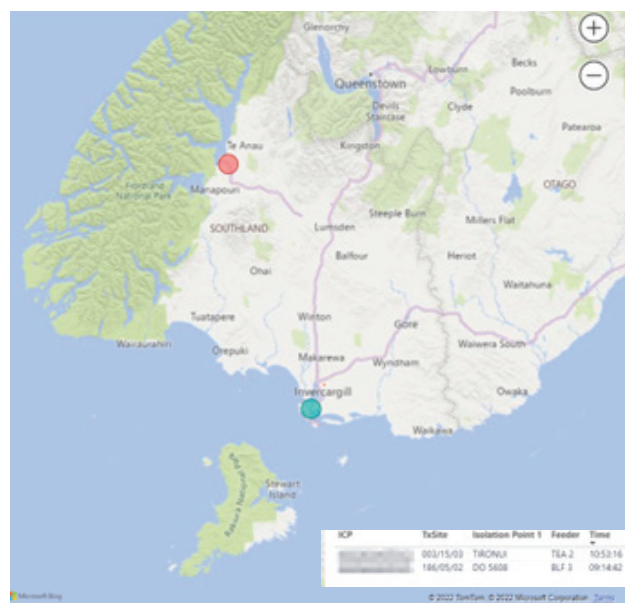 Glenorchy
+
−
Queenstown
Lowburn
Becks
Poolburn
Devils
Staircase
Clyde
Patearoa
Te Anau
Kingston
Fiordland
National Park
Manapouri
OTAGO
SOUTHLAND
Lumsden
Steeple Burn
Millers Flat
Balfour
Heriot
Ohai
Waitahuna
Tuatapere
Winton
Gore
Wairaurahiri
Orepuki
Makarewa
Wyndham
Waiwera South
Invercargill
Owaka
Waikawa
Rakiura National Park
Stewart
Island
ICP TxSite Isolation Point 1 Feeder Time
003/15/03 TIRONUI TEA 2 10:53:16
186/05/02 DO 5608 BLF 3 09:14:42
Microsoft Bing
© 2022 TomTom, © 2022 Microsoft Corporation Terms